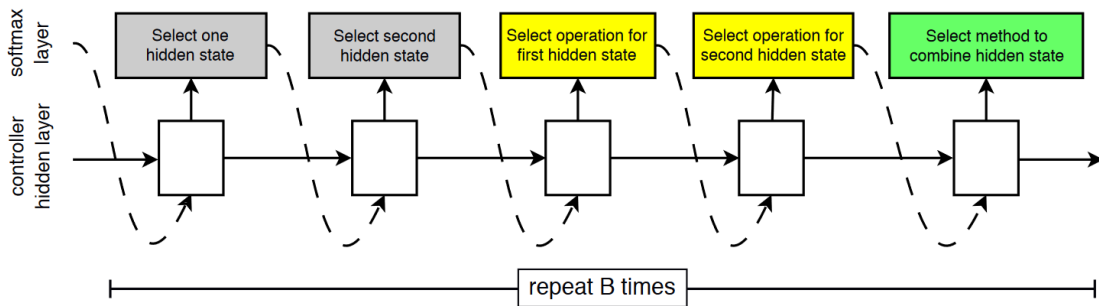 softmax
layer
Select one
hidden state
Select second
hidden state
Select operation for
first hidden state
Select operation for
second hidden state
Select method to
combine hidden state
controller
hidden layer
repeat B times